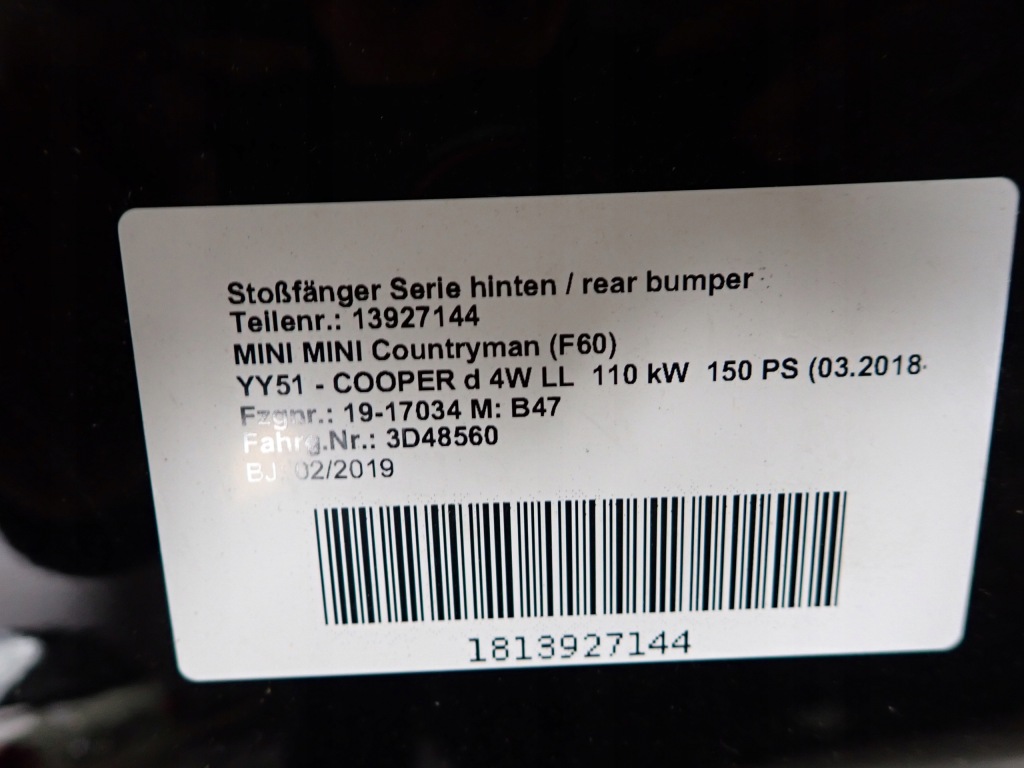 Stoßfänger Serie hinten / rear bumper
Teilenr.: 13927144
MINI MINI Countryman (F60)
YY51 - COOPER d 4W LL 110 kW 150 PS (03.2018-
Fzgnr.: 19-17034 M: B47
Fahrg.Nr.: 3D48560
BJ: 02/2019
1813927144